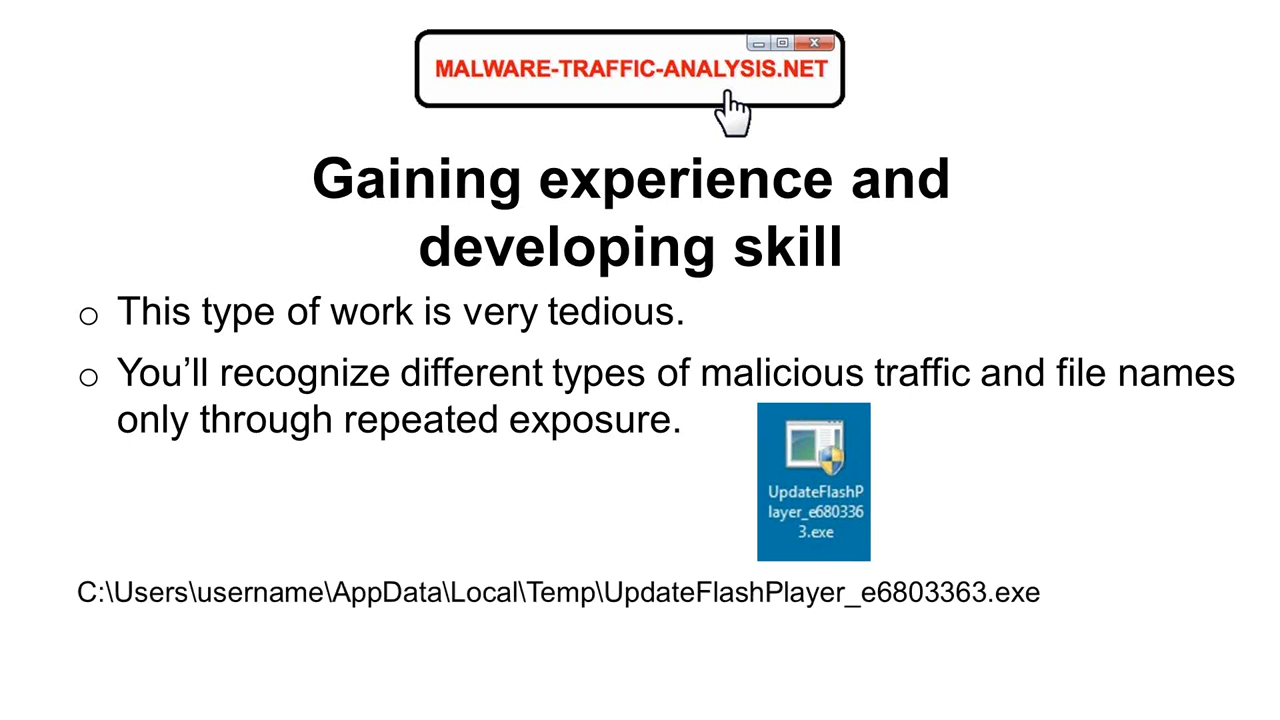 MALWARE-TRAFFIC-ANALYSIS.NET
Gaining experience and
developing skill
o This type of work is very tedious.
o You’ll recognize different types of malicious traffic and file names
only through repeated exposure.
UpdateFlashP
layer_e680336
3.exe
C:\Users\username\AppData\Local\Temp\UpdateFlashPlayer_e6803363.exe